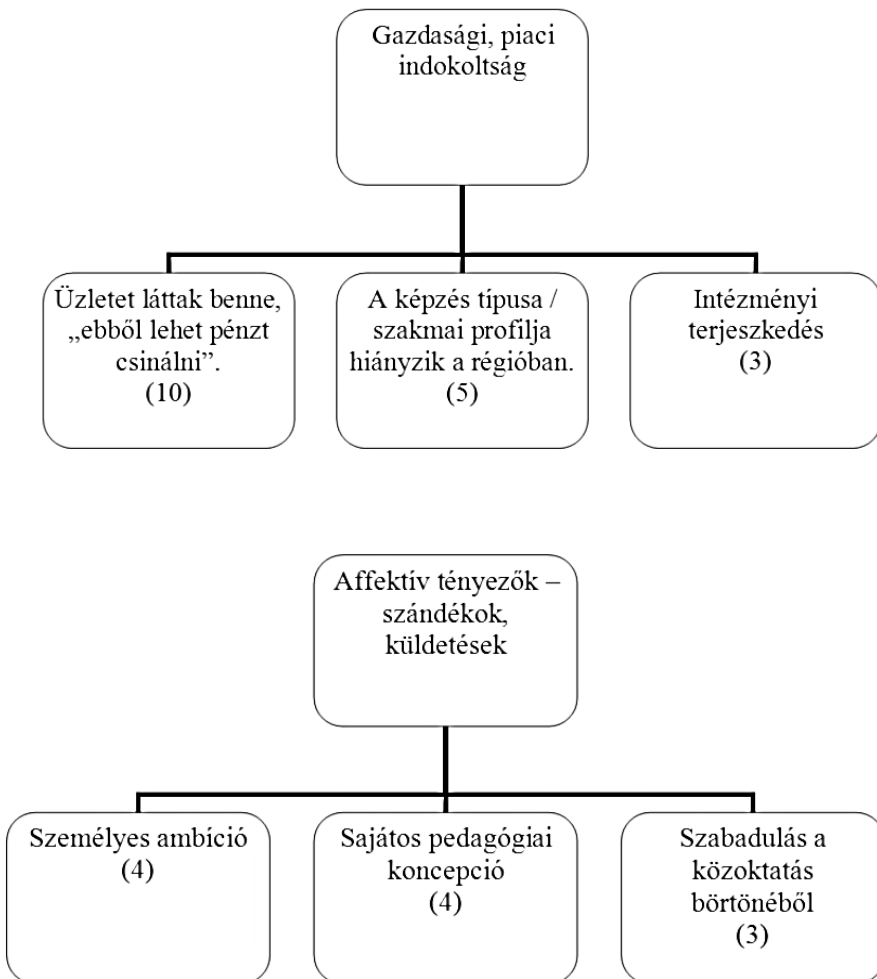 Gazdasági, piaci
indokoltság
Üzletet láttak benne,
„ebből lehet pénzt
csinálni”.
(10)
A képzés típusa /
szakmai profilja
hiányzik a régióban.
(5)
Intézményi
terjeszkedés
(3)
Affektív tényezők –
szándékok,
küldetések
Személyes ambíció
(4)
Sajátos pedagógiai
koncepció
(4)
Szabadulás a
közoktatás
börtönéből
(3)